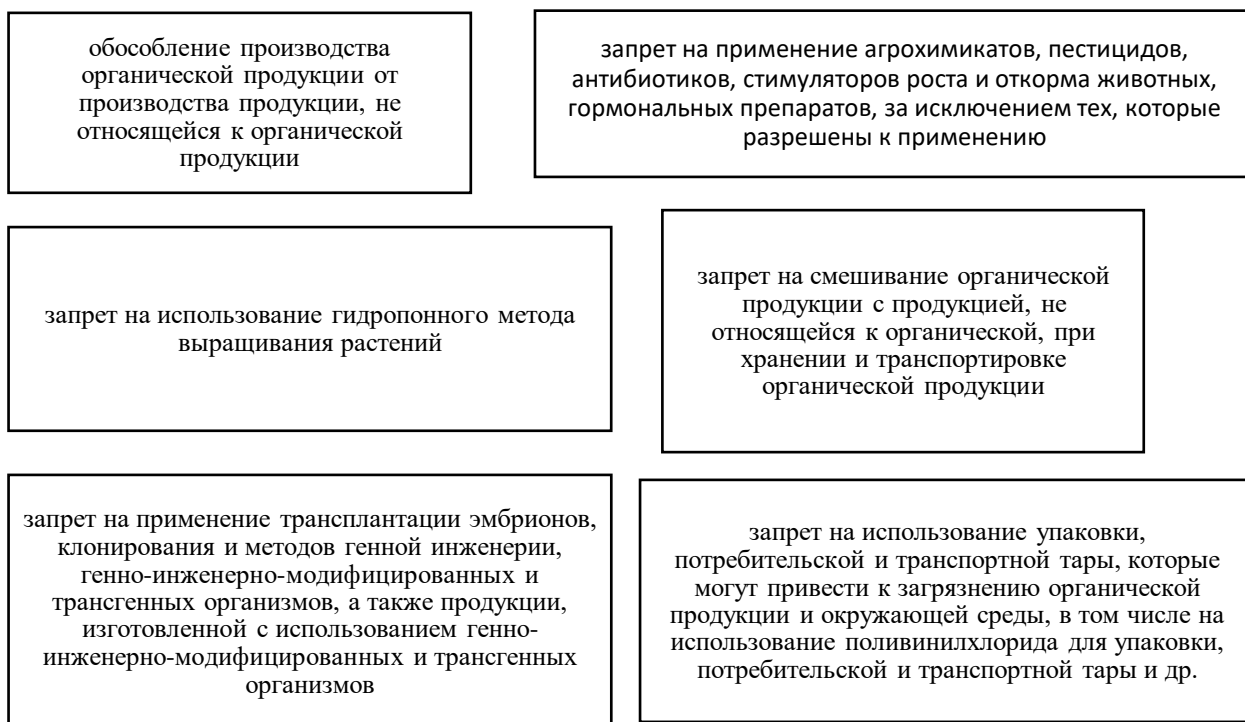 обособление производства
органической продукции от
производства продукции, не
относящейся к органической
продукции
запрет на применение агрохимикатов, пестицидов,
антибиотиков, стимуляторов роста и откорма животных,
гормональных препаратов, за исключением тех, которые
разрешены к применению
запрет на использование гидропонного метода
выращивания растений
запрет на смешивание органической
продукции с продукцией, не
относящейся к органической, при
хранении и транспортировке
органической продукции
запрет на применение трансплантации эмбрионов,
клонирования и методов генной инженерии,
генно-инженерно-модифицированных и
трансгенных организмов, а также продукции,
изготовленной с использованием генно-
инженерно-модифицированных и трансгенных
организмов
запрет на использование упаковки,
потребительской и транспортной тары, которые
могут привести к загрязнению органической
продукции и окружающей среды, в том числе на
использование поливинилхлорида для упаковки,
потребительской и транспортной тары и др.